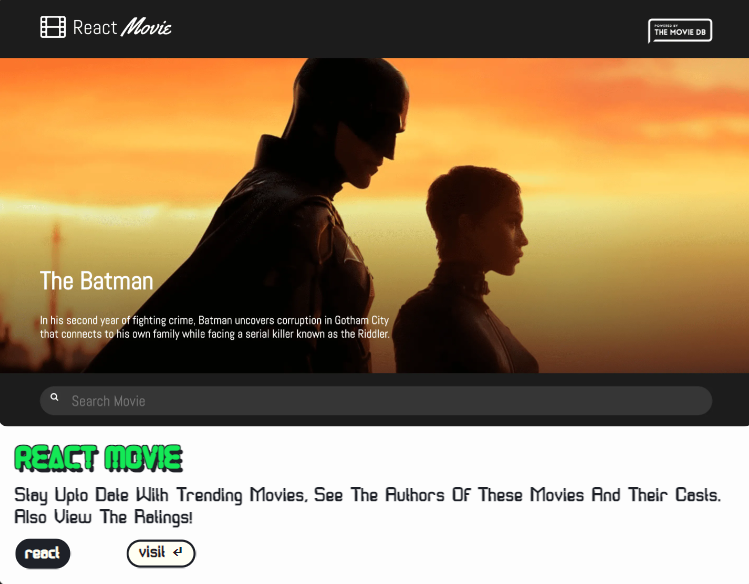 React Movie
POWERED BY
THE MOVIE DB
The Batman
In his second year of fighting crime, Batman uncovers corruption in Gotham City
that connects to his own family while facing a serial killer known as the Riddler.
Search Movie
REACT MOVIE
Stay Upto Date With Trending Movies, See The Authors Of These Movies And Their Casts.
Also View The Ratings!
react
visit